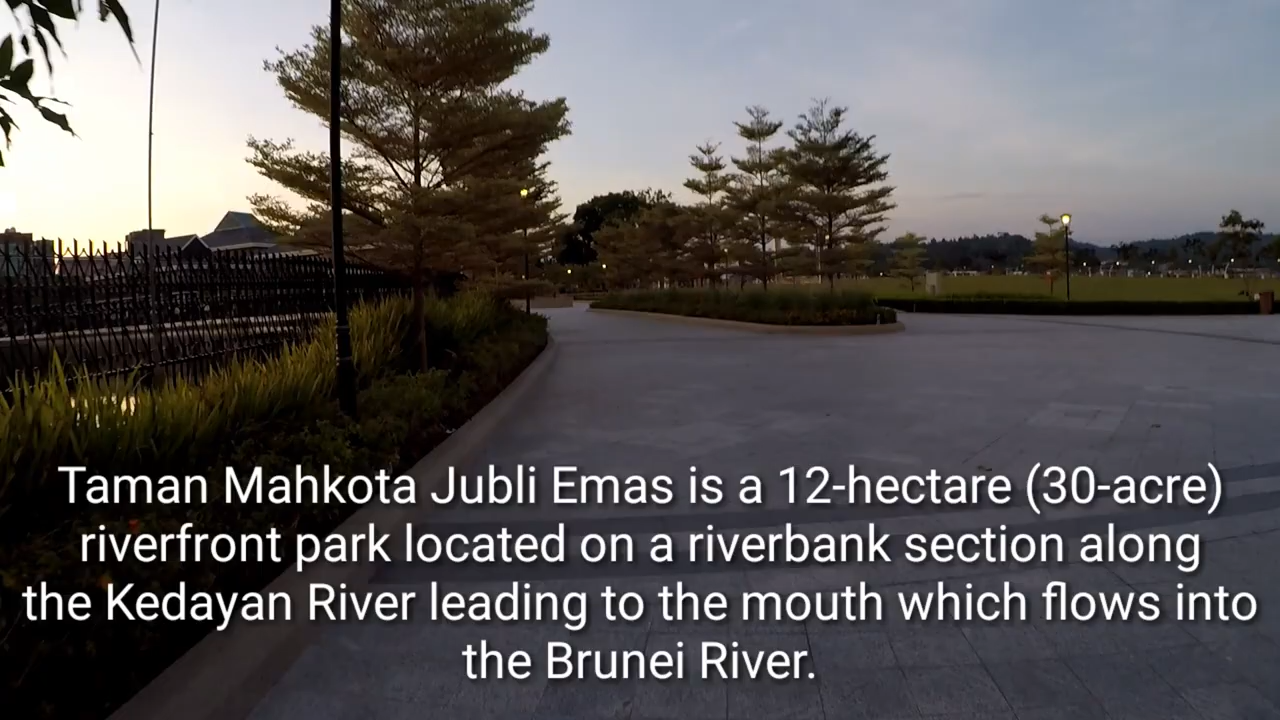 Taman Mahkota Jubli Emas is a 12-hectare (30-acre)
riverfront park located on a riverbank section along
the Kedayan River leading to the mouth which flows into
the Brunei River.